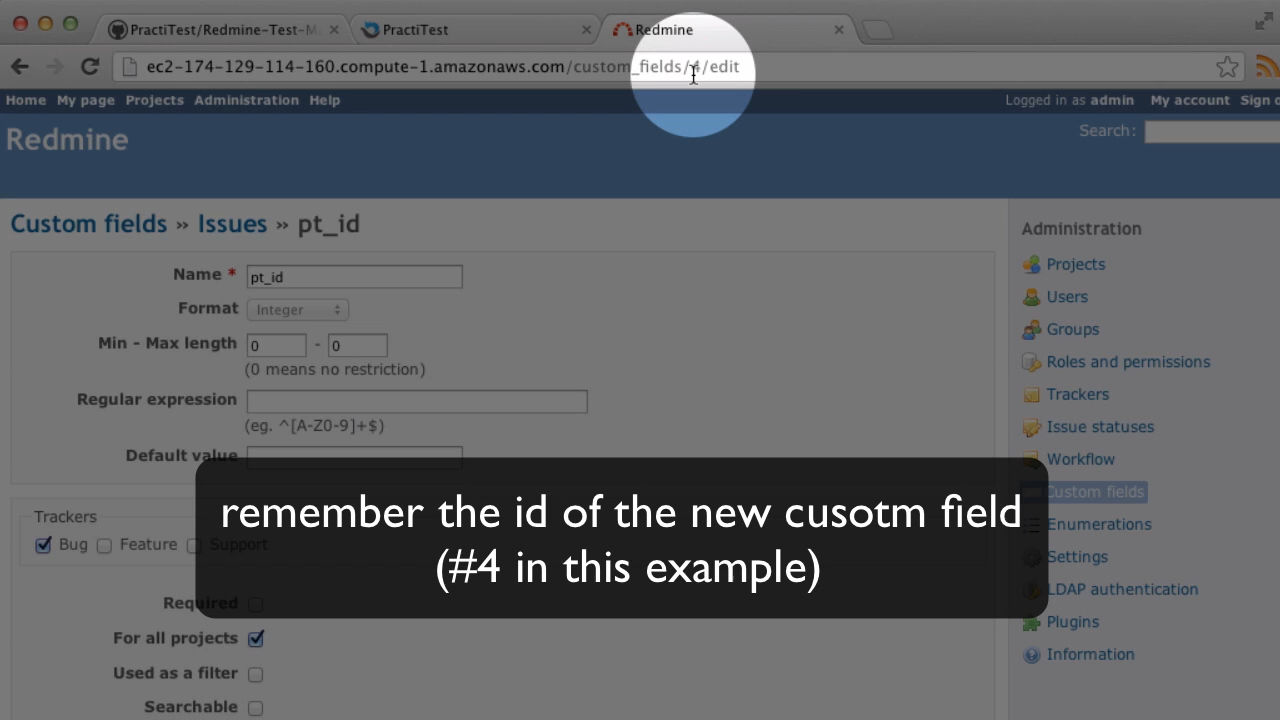 PractiTest/Redmine-Test-M
PractiTest
Redmine
ec2-174-129-114-160.compute-1.amazonaws.com/custom_fields/4/edit
Home My page Projects Administration Help
Logged in as admin My account Sign o
Redmine
Search:
Custom fields » Issues » pt_id
Name * pt_id
Format Integer
Min - Max length 0 - 0
(0 means no restriction)
Regular expression
(eg. ^[A-Z0-9]+$)
Default value
Trackers
Bug Feature Support
Required
For all projects
Used as a filter
Searchable
Administration
Projects
Users
Groups
Roles and permissions
Trackers
Issue statuses
Workflow
Custom fields
Enumerations
Settings
LDAP authentication
Plugins
Information
remember the id of the new cusotm field
(#4 in this example)